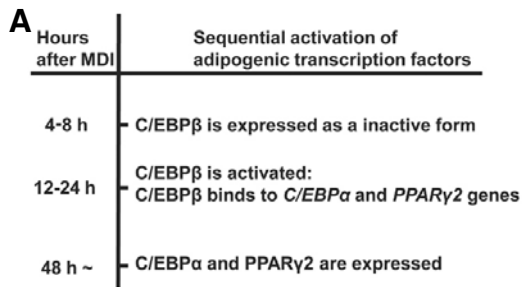 A
Hours after MDI
Sequential activation of adipogenic transcription factors
4-8 h
C/EBPβ is expressed as a inactive form
12-24 h
C/EBPβ is activated:
C/EBPβ binds to C/EBPα and PPARγ2 genes
48 h ~
C/EBPα and PPARγ2 are expressed